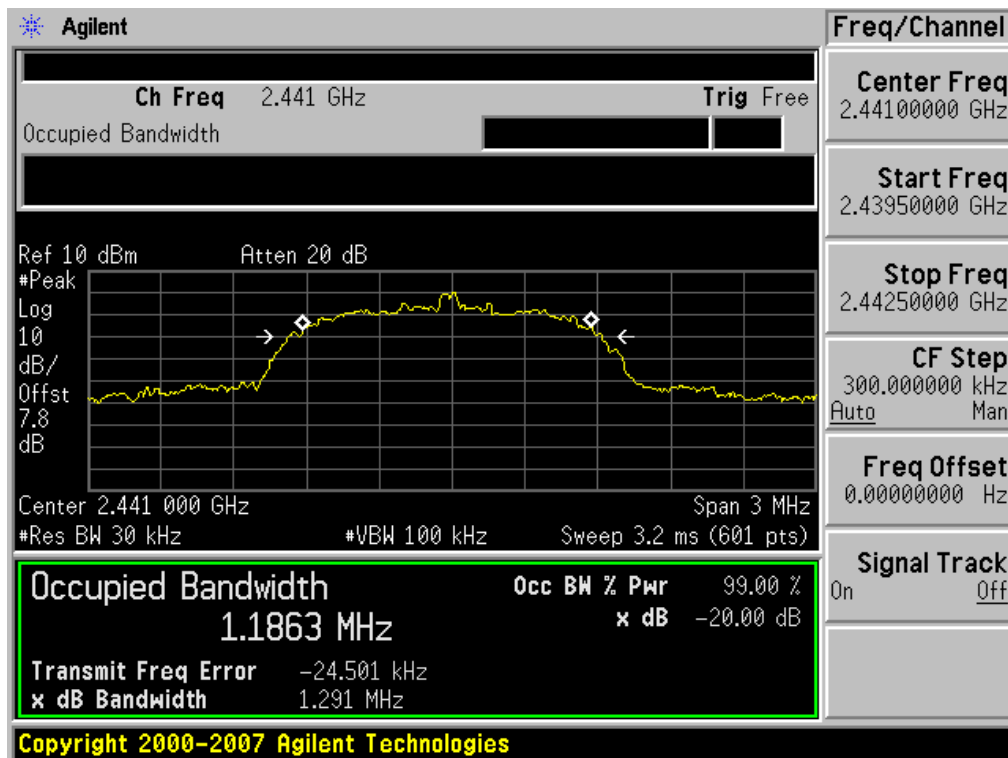 Agilent
Freq/Channel
Ch Freq 2.441 GHz Trig Free
Occupied Bandwidth
Center Freq
2.44100000 GHz
Start Freq
2.43950000 GHz
Stop Freq
2.44250000 GHz
CF Step
300.000000 kHz
Auto Man
Freq Offset
0.00000000 Hz
Signal Track
On Off
Ref 10 dBm Atten 20 dB
#Peak
Log
10
dB/
Offst
7.8
dB
Center 2.441 000 GHz Span 3 MHz
#Res BW 30 kHz #VBW 100 kHz Sweep 3.2 ms (601 pts)
Occupied Bandwidth Occ BW % Pwr 99.00 %
1.1863 MHz x dB -20.00 dB
Transmit Freq Error -24.501 kHz
x dB Bandwidth 1.291 MHz
Copyright 2000-2007 Agilent Technologies